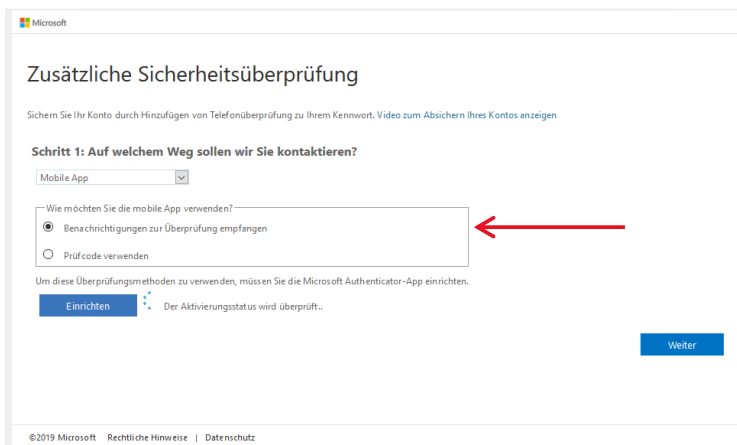 Microsoft
Zusätzliche Sicherheitsüberprüfung
Sichern Sie Ihr Konto durch Hinzufügen von Telefonüberprüfung zu Ihrem Kennwort. Video zum Absichern Ihres Kontos anzeigen
Schritt 1: Auf welchem Weg sollen wir Sie kontaktieren?
Mobile App
Wie möchten Sie die mobile App verwenden?
Benachrichtigungen zur Überprüfung empfangen
Prüfcode verwenden
Um diese Überprüfungsmethoden zu verwenden, müssen Sie die Microsoft Authenticator-App einrichten.
Einrichten Der Aktivierungsstatus wird überprüft..
Weiter
©2019 Microsoft Rechtliche Hinweise | Datenschutz